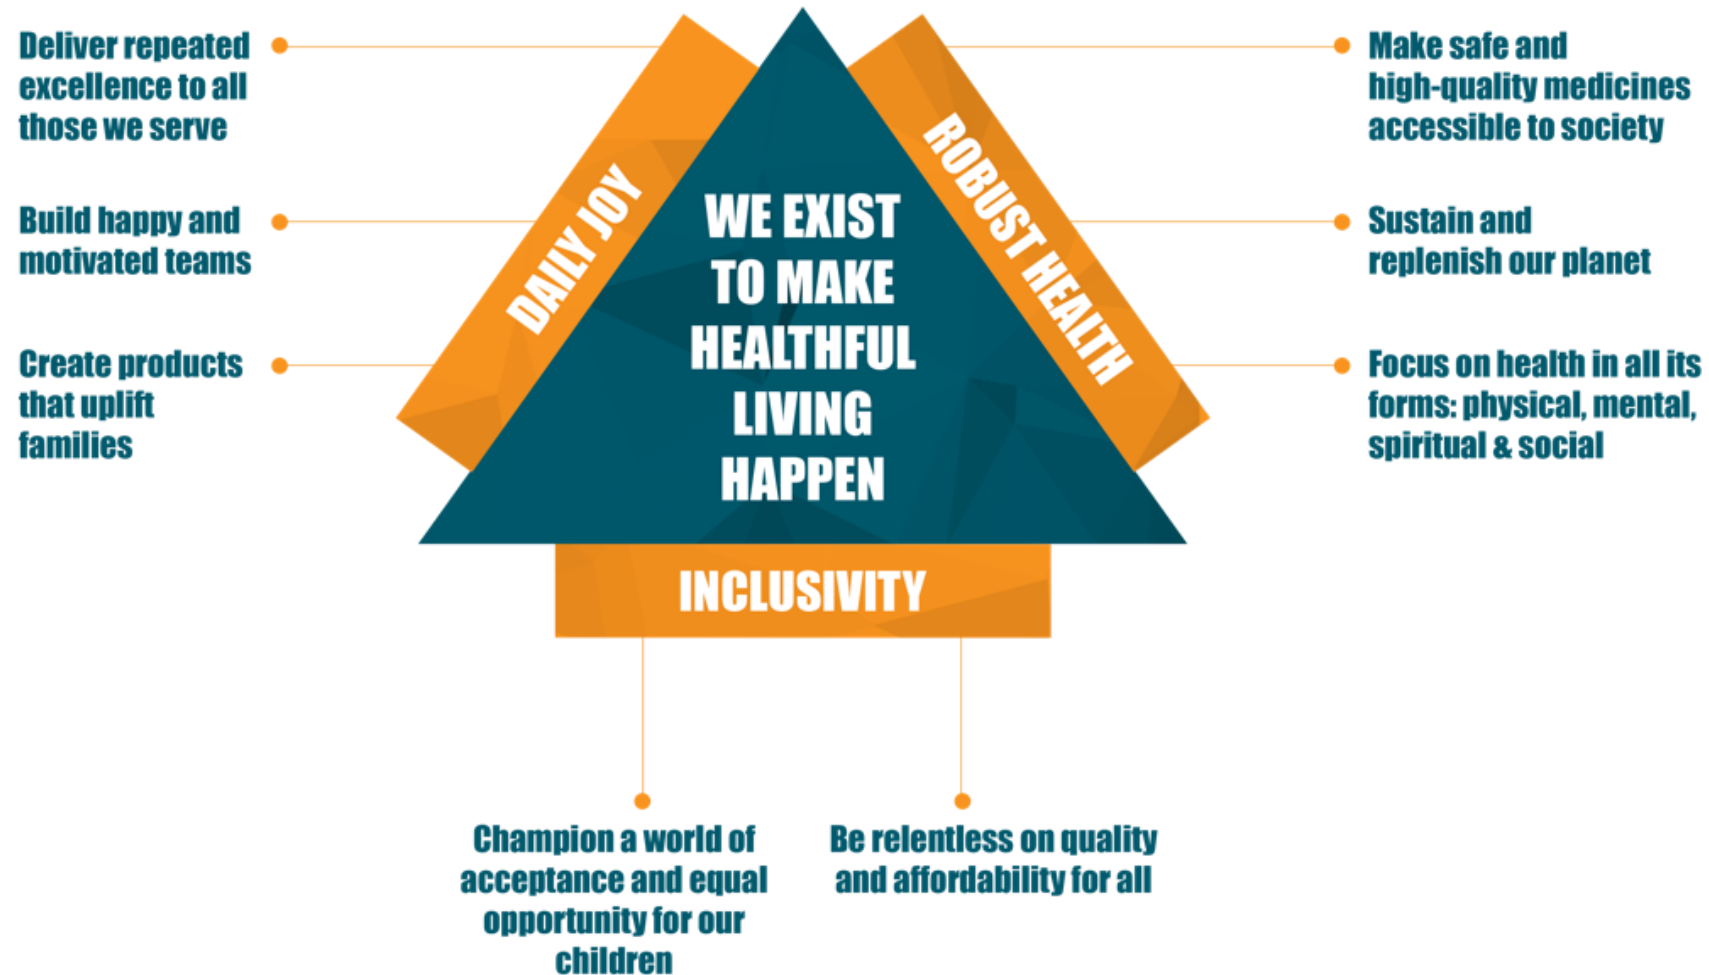 Deliver repeated
excellence to all
those we serve
Build happy and
motivated teams
Create products
that uplift
families
DAILY JOY
WE EXIST
TO MAKE
HEALTHFUL
LIVING
HAPPEN
ROBUST HEALTH
Make safe and
high-quality medicines
accessible to society
Sustain and
replenish our planet
Focus on health in all its
forms: physical, mental,
spiritual & social
INCLUSIVITY
Champion a world of
acceptance and equal
opportunity for our
children
Be relentless on quality
and affordability for all